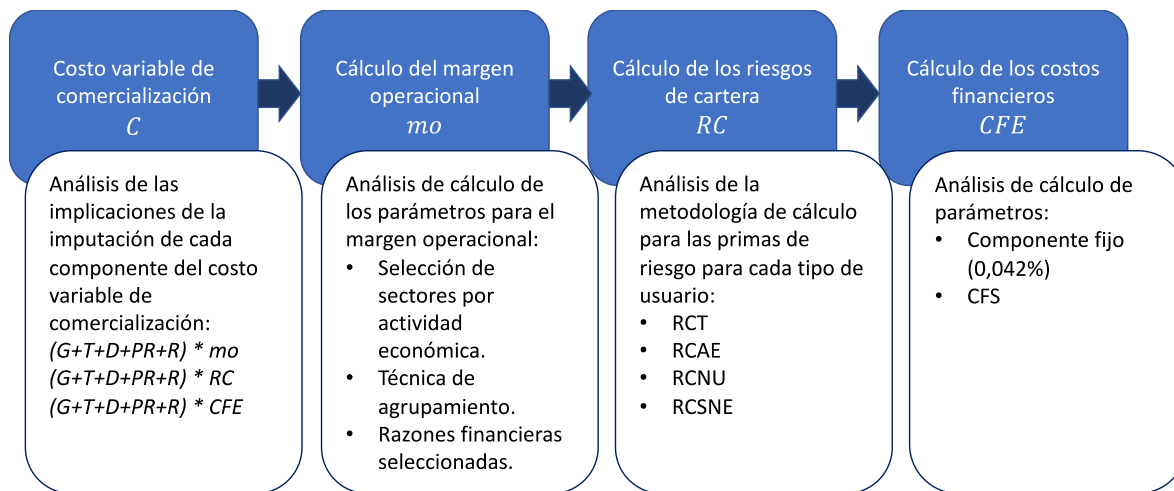 Costo variable de
comercialización
C
Análisis de las
implicaciones de la
imputación de cada
componente del costo
variable de
comercialización:
(G+T+D+PR+R) * mo
(G+T+D+PR+R) * RC
(G+T+D+PR+R) * CFE
Cálculo del margen
operacional
mo
Análisis de cálculo de
los parámetros para el
margen operacional:
• Selección de
sectores por
actividad
económica.
• Técnica de
agrupamiento.
• Razones financieras
seleccionadas.
Cálculo de los riesgos
de cartera
RC
Análisis de la
metodología de cálculo
para las primas de
riesgo para cada tipo de
usuario:
• RCT
• RCAE
• RCNU
• RCSNE
Cálculo de los costos
financieros
CFE
Análisis de cálculo de
parámetros:
• Componente fijo
(0,042%)
• CFS